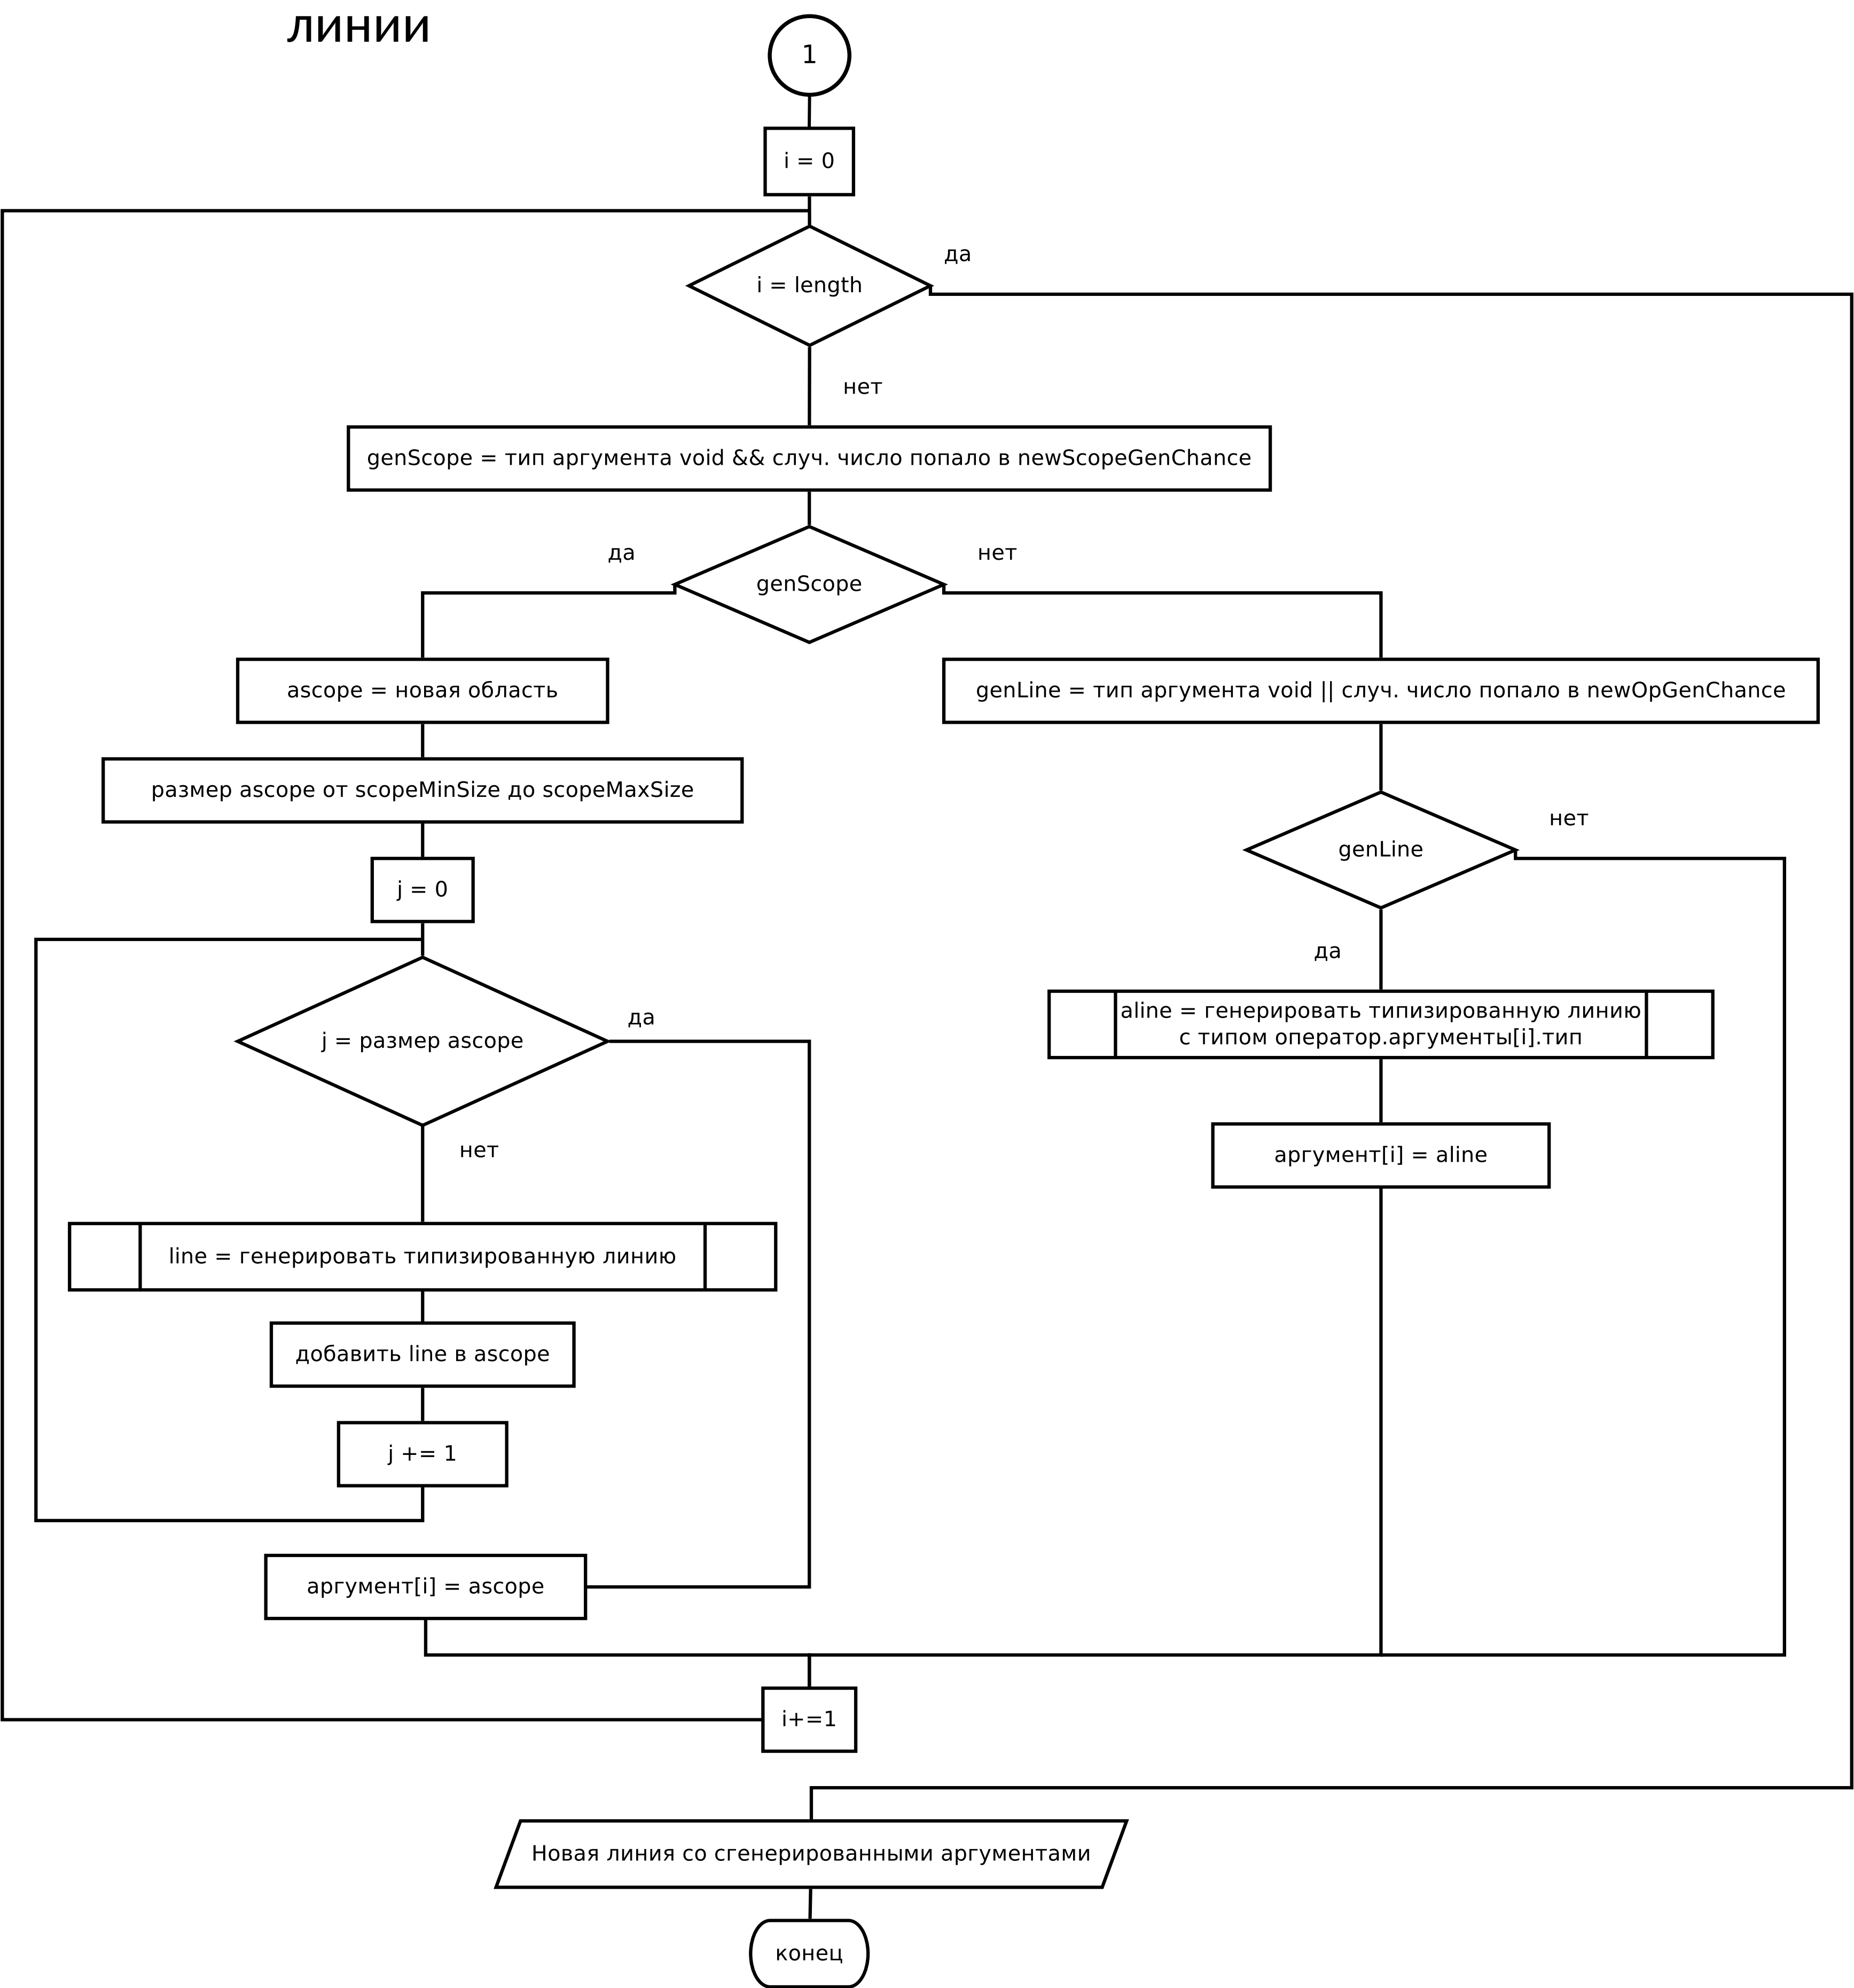 линии
1
i = 0
i = length
да
нет
genScope = тип аргумента void && случ. число попало в newScopeGenChance
genScope
да
нет
ascope = новая область
genLine = тип аргумента void || случ. число попало в newOpGenChance
размер ascope от scopeMinSize до scopeMaxSize
genLine
нет
j = 0
да
j = размер ascope
да
нет
aline = генерировать типизированную линию
с типом оператор.аргументы[i].тип
аргумент[i] = aline
line = генерировать типизированную линию
добавить line в ascope
j += 1
аргумент[i] = ascope
i+=1
Новая линия со сгенерированными аргументами
конец